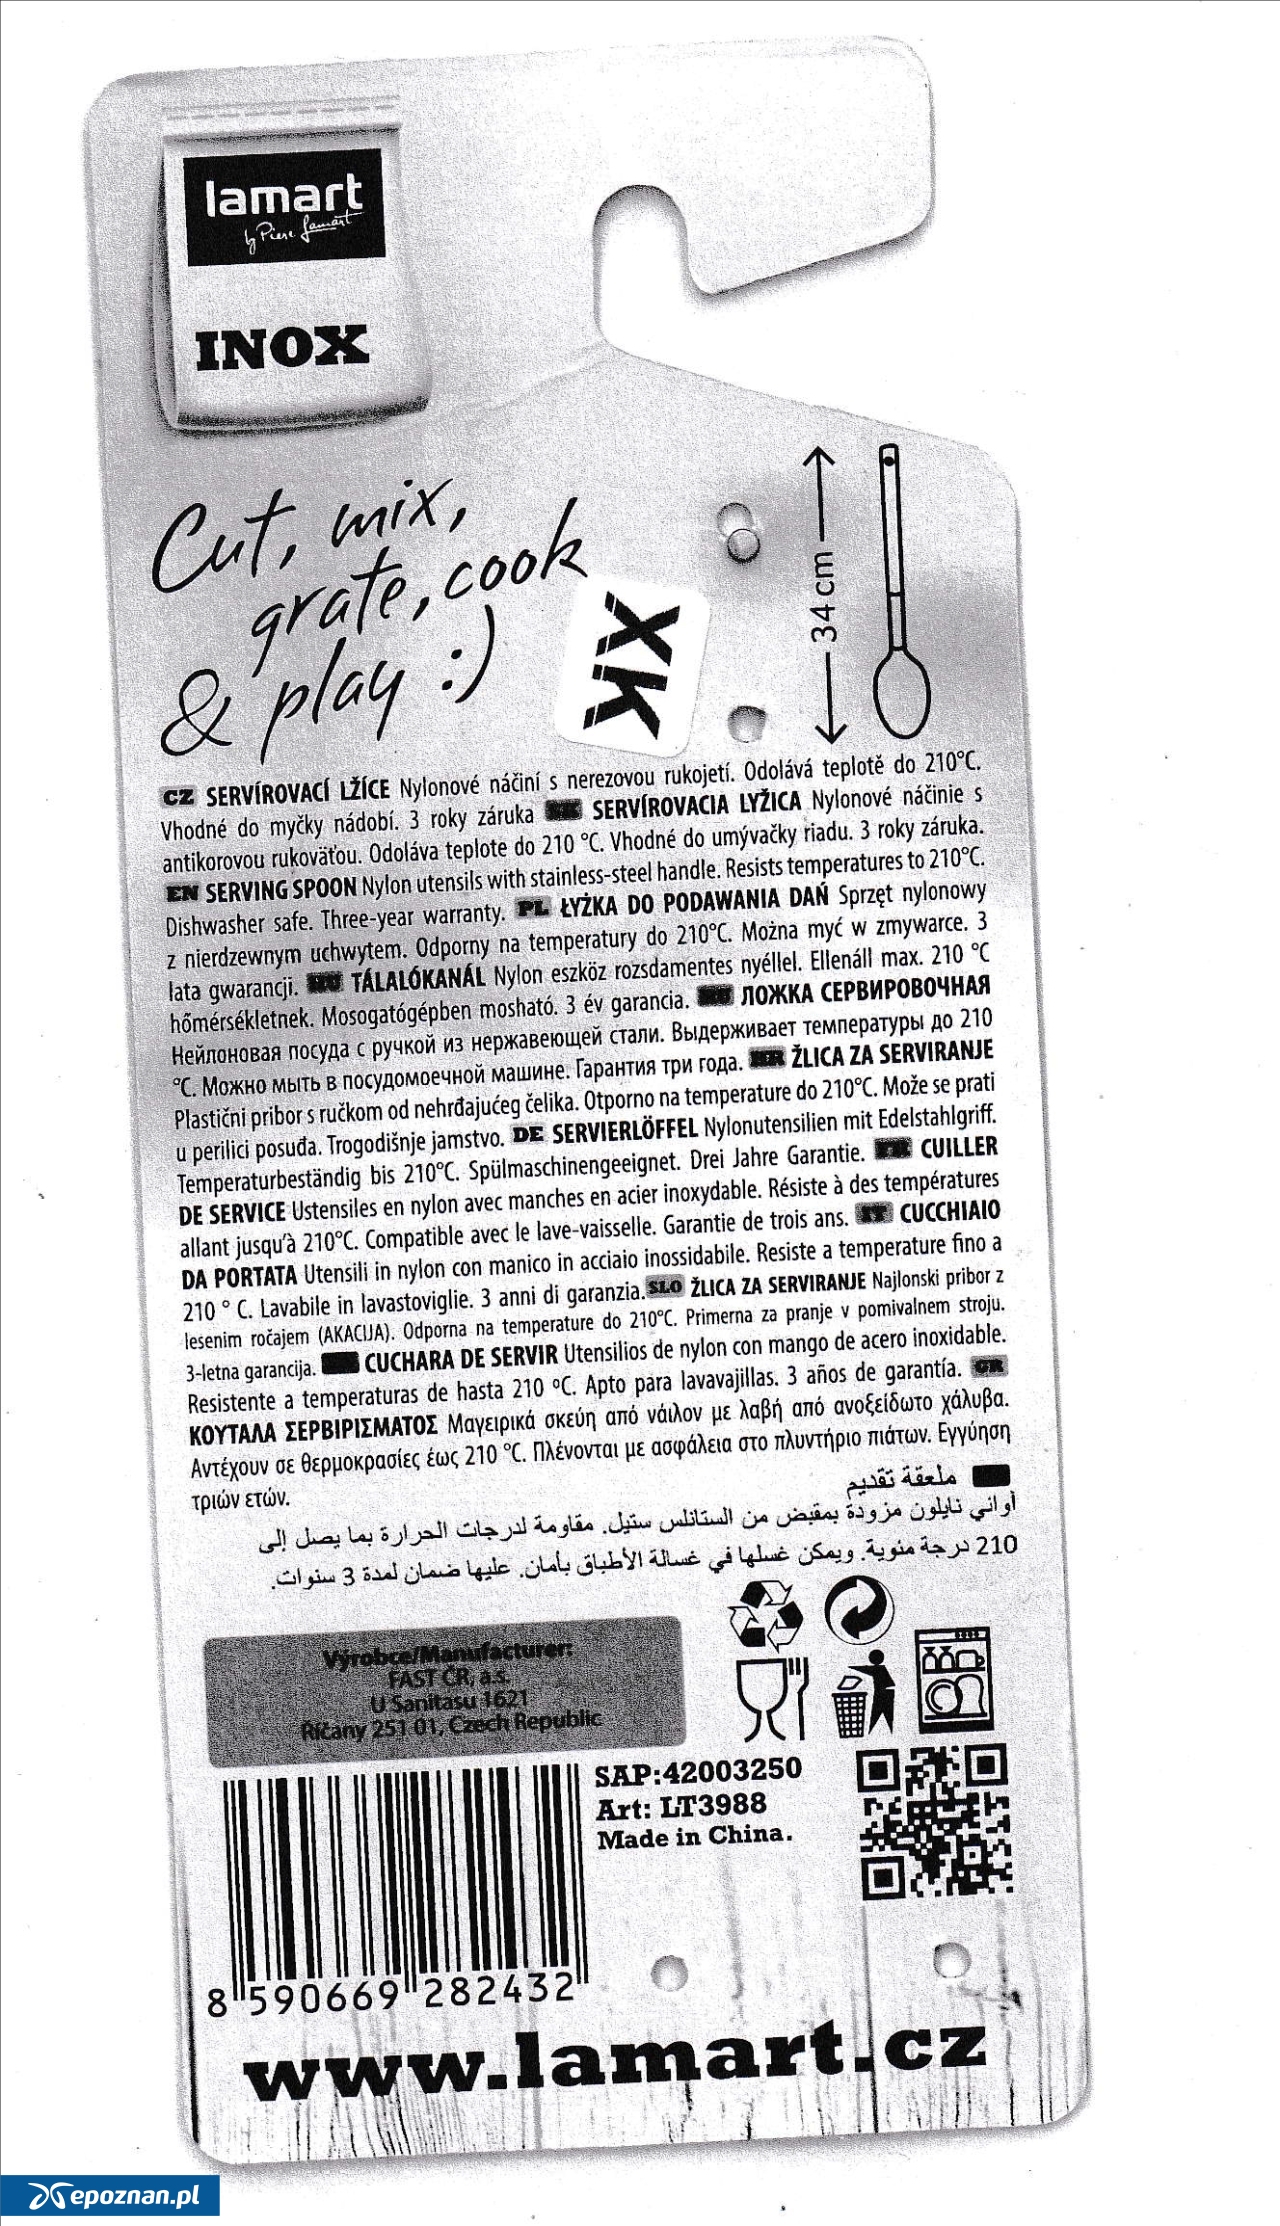 lamart
by Piere Lamart
INOX
Cut, mix,
grate, cook
& play :)
XK
34 cm
CZ SERVÍROVACÍ LŽÍCE Nylonové náčiní s nerezovou rukojetí. Odolává teplotě do 210°C.
Vhodné do myčky nádobí. 3 roky záruka SK SERVÍROVACIA LYŽICA Nylonové náčinie s
antikorovou rukoväťou. Odoláva teplote do 210 °C. Vhodné do umývačky riadu. 3 roky záruka.
EN SERVING SPOON Nylon utensils with stainless-steel handle. Resists temperatures to 210°C.
Dishwasher safe. Three-year warranty. PL ŁYŻKA DO PODAWANIA DAŃ Sprzęt nylonowy
z nierdzewnym uchwytem. Odporny na temperatury do 210°C. Można myć w zmywarce. 3
lata gwarancji. HU TÁLALÓKANÁL Nylon eszköz rozsdamentes nyéllel. Ellenáll max. 210 °C
hőmérsékletnek. Mosogatógépben mosható. 3 év garancia. RU ЛОЖКА СЕРВИРОВОЧНАЯ
Нейлоновая посуда с ручкой из нержавеющей стали. Выдерживает температуры до 210
°C. Можно мыть в посудомоечной машине. Гарантия три года. HR ŽLICA ZA SERVIRANJE
Plastični pribor s ručkom od nehrđajućeg čelika. Otporno na temperature do 210°C. Može se prati
u perilici posuđa. Trogodišnje jamstvo. DE SERVIERLÖFFEL Nylonutensilien mit Edelstahlgriff.
Temperaturbeständig bis 210°C. Spülmaschinengeeignet. Drei Jahre Garantie. FR CUILLER
DE SERVICE Ustensiles en nylon avec manches en acier inoxydable. Résiste à des températures
allant jusqu'à 210°C. Compatible avec le lave-vaisselle. Garantie de trois ans. IT CUCCHIAIO
DA PORTATA Utensili in nylon con manico in acciaio inossidabile. Resiste a temperature fino a
210 ° C. Lavabile in lavastoviglie. 3 anni di garanzia. SLO ŽLICA ZA SERVIRANJE Najlonski pribor z
lesenim ročajem (AKACIJA). Odporna na temperature do 210°C. Primerna za pranje v pomivalnem stroju.
3-letna garancija. CUCHARA DE SERVIR Utensilios de nylon con mango de acero inoxidable.
Resistente a temperaturas de hasta 210 °C. Apto para lavavajillas. 3 años de garantía. GR
ΚΟΥΤΑΛΑ ΣΕΡΒΙΡΙΣΜΑΤΟΣ Μαγειρικά σκεύη από νάιλον με λαβή από ανοξείδωτο χάλυβα.
Αντέχουν σε θερμοκρασίες έως 210 °C. Πλένονται με ασφάλεια στο πλυντήριο πιάτων. Εγγύηση
τριών ετών.
ملعقة تقديم
أواني نايلون مزودة بمقبض من الستانلس ستيل. مقاومة لدرجات الحرارة بما يصل إلى
210 درجة مئوية. ويمكن غسلها في غسالة الأطباق بأمان. عليها ضمان لمدة 3 سنوات.
Výrobce/Manufacturer:
FAST ČR, a.s.
U Sanitasu 1621
Říčany 251 01, Czech Republic
SAP:42003250
Art: LT3988
Made in China.
8 590669 282432
www.lamart.cz
epoznan.pl